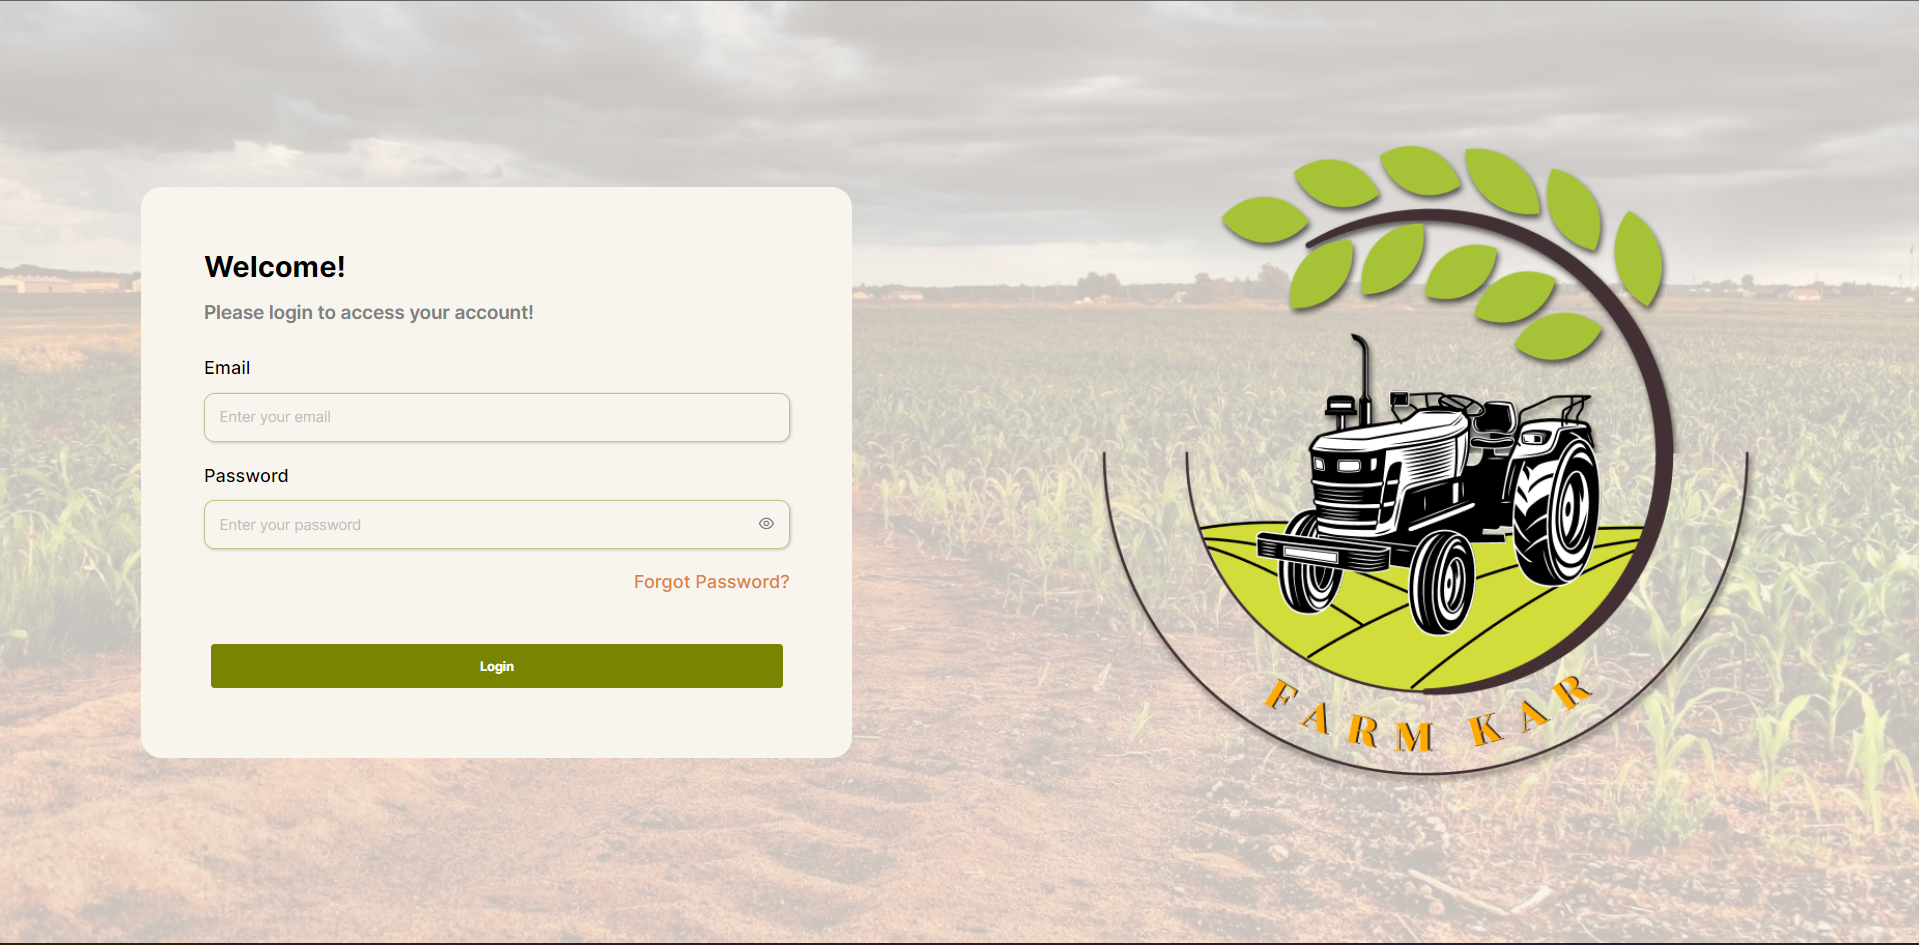 Welcome!
Please login to access your account!
Email
Enter your email
Password
Enter your password
Forgot Password?
Login
FARM KAR